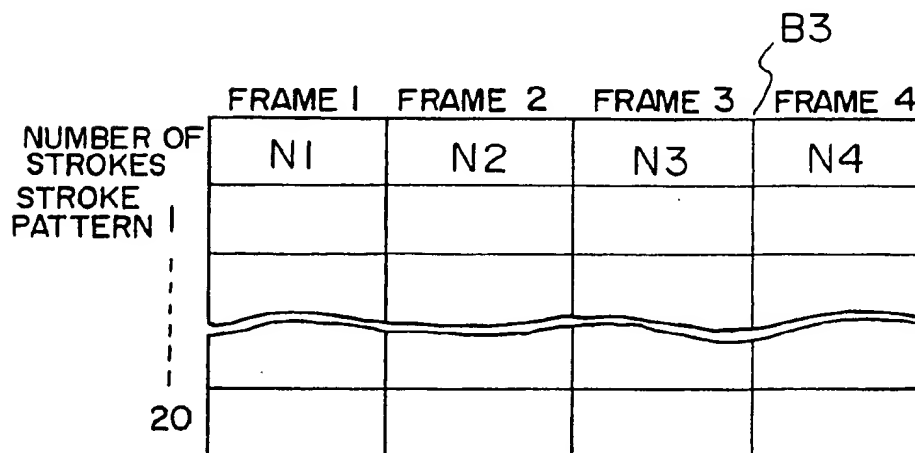 B3
FRAME 1 FRAME 2 FRAME 3 FRAME 4
NUMBER OF STROKES N1 N2 N3 N4
STROKE PATTERN 1
20